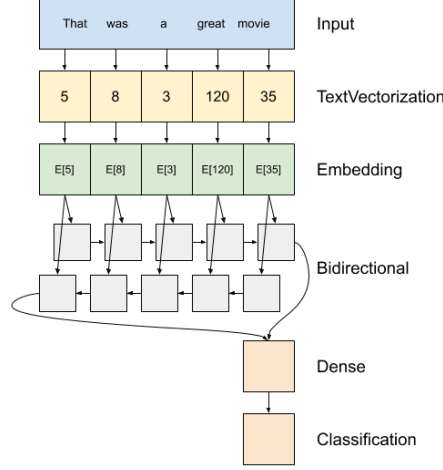 That was a great movie Input
5 8 3 120 35 TextVectorization
E[5] E[8] E[3] E[120] E[35] Embedding
Bidirectional
Dense
Classification